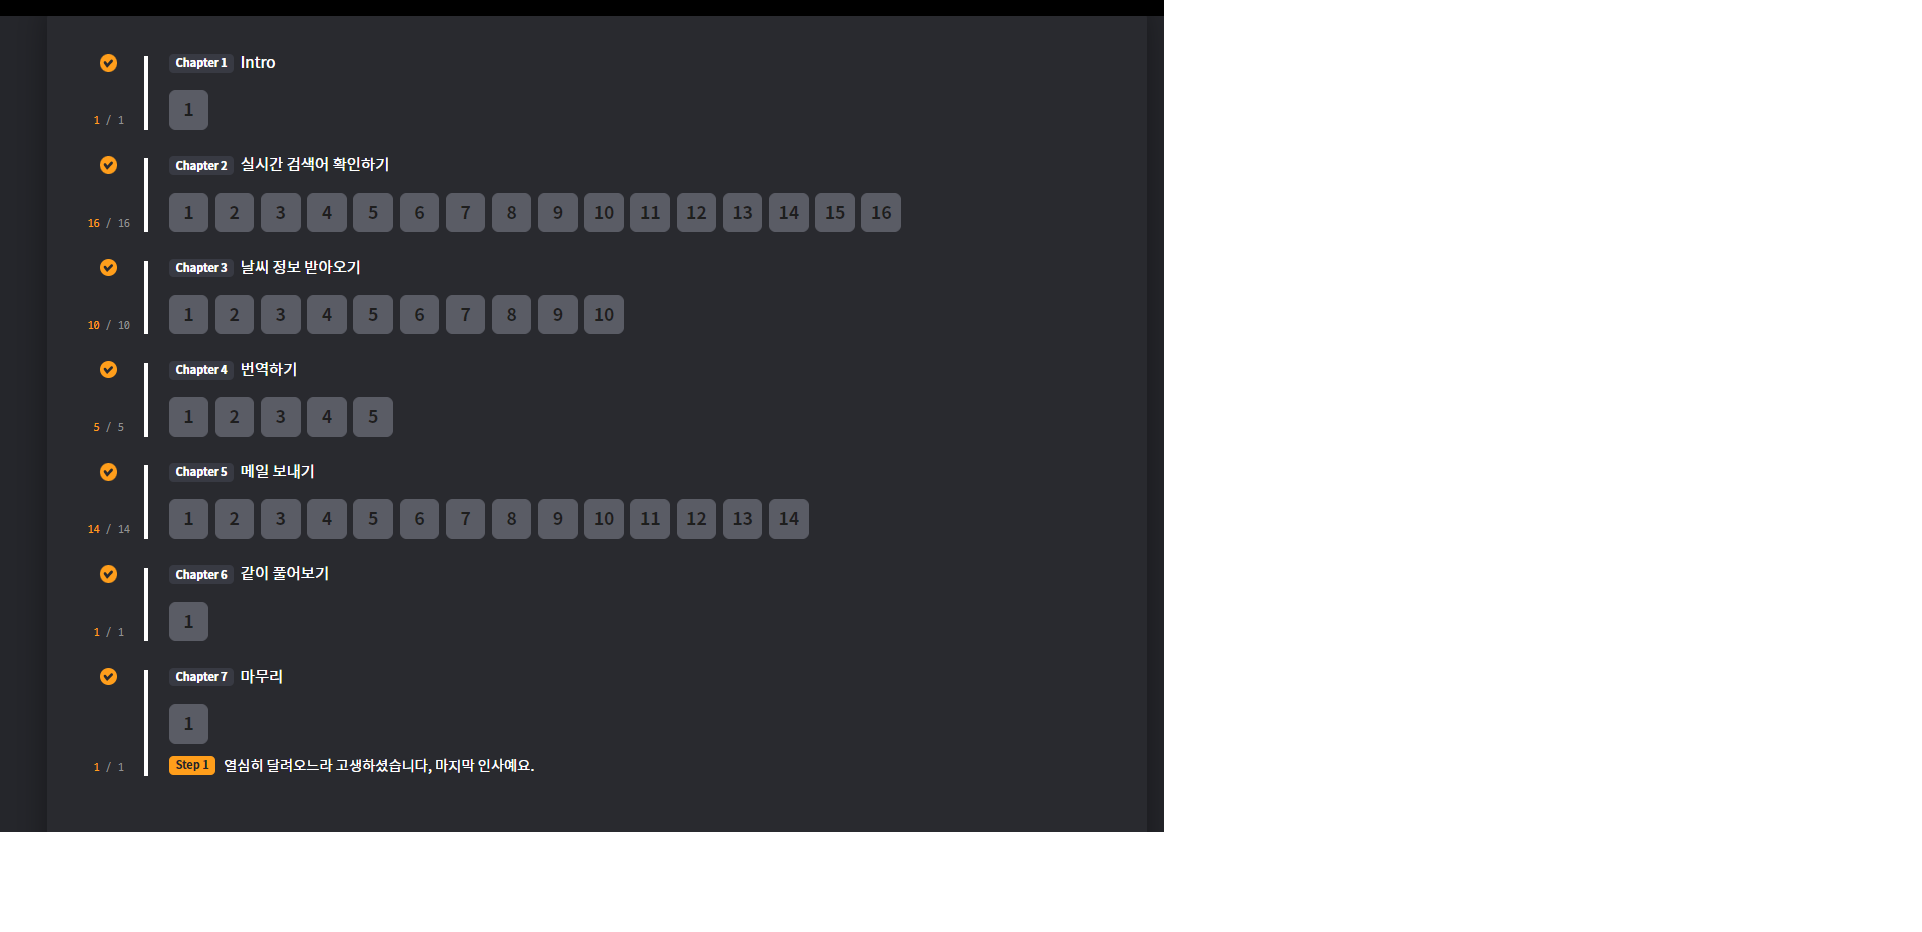 Chapter 1 Intro
1
1 / 1
Chapter 2 실시간 검색어 확인하기
1 2 3 4 5 6 7 8 9 10 11 12 13 14 15 16
16 / 16
Chapter 3 날씨 정보 받아오기
1 2 3 4 5 6 7 8 9 10
10 / 10
Chapter 4 번역하기
1 2 3 4 5
5 / 5
Chapter 5 메일 보내기
1 2 3 4 5 6 7 8 9 10 11 12 13 14
14 / 14
Chapter 6 같이 풀어보기
1
1 / 1
Chapter 7 마무리
1
1 / 1 Step 1 열심히 달려오느라 고생하셨습니다, 마지막 인사예요.